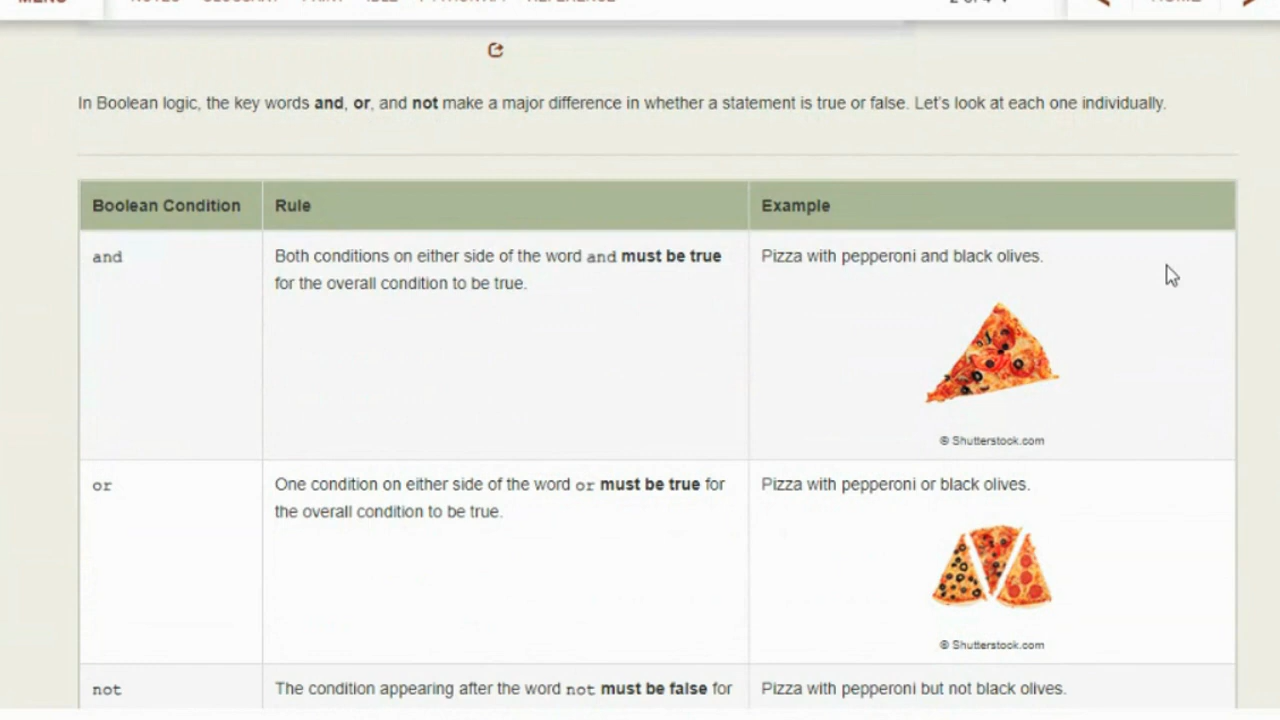 In Boolean logic, the key words and, or, and not make a major difference in whether a statement is true or false. Let's look at each one individually.
Boolean Condition
Rule
Example
and
Both conditions on either side of the word and must be true
for the overall condition to be true.
Pizza with pepperoni and black olives.
© Shutterstock.com
or
One condition on either side of the word or must be true for
the overall condition to be true.
Pizza with pepperoni or black olives.
© Shutterstock.com
not
The condition appearing after the word not must be false for
Pizza with pepperoni but not black olives.